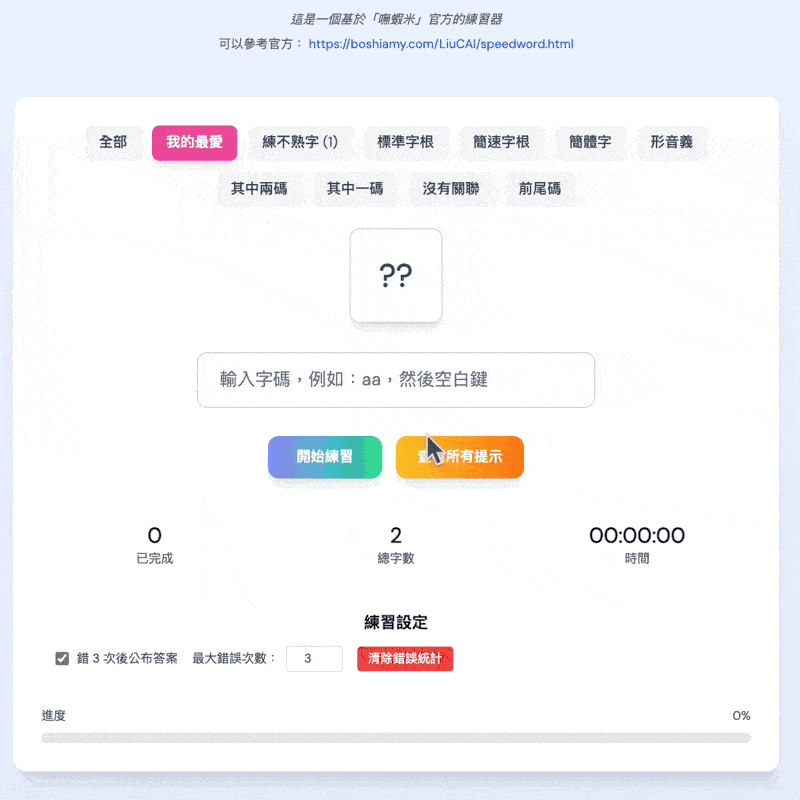 這是一個基於「嘸蝦米」官方的練習器
可以參考官方： https://boshiamy.com/LiuCAI/speedword.html
全部 我的最愛 練不熟字 (1) 標準字根 簡速字根 簡體字 形音義
其中兩碼 其中一碼 沒有關聯 前尾碼
??
輸入字碼，例如：aa，然後空白鍵
開始練習 所有提示
0 2 00:00:00
已完成 總字數 時間
練習設定
錯 3 次後公布答案 最大錯誤次數： 3 清除錯誤統計
進度 0%